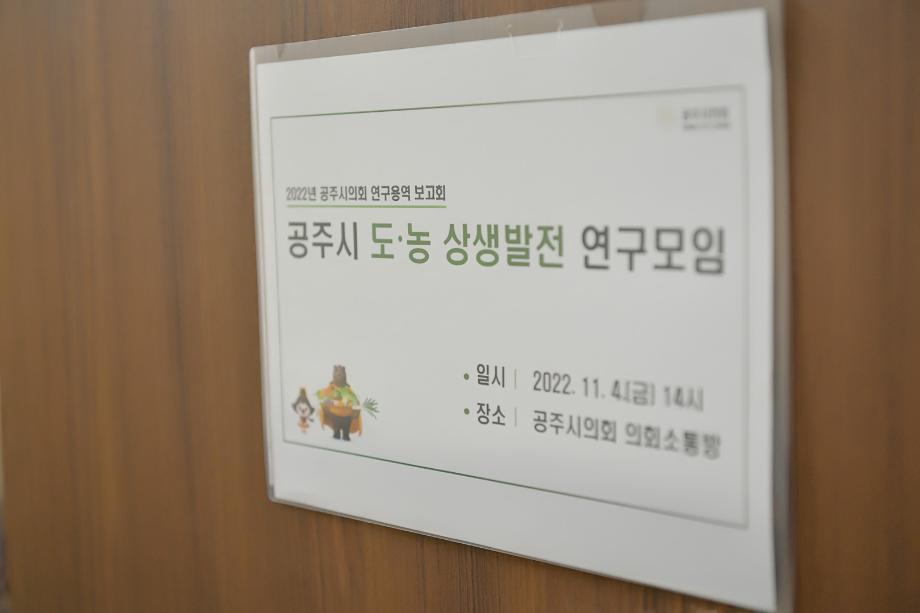 2022년 공주시의회 연구용역 보고회
공주시 도·농 상생발전 연구모임
• 일시 | 2022. 11. 4.(금) 14시
• 장소 | 공주시의회 의회소통방